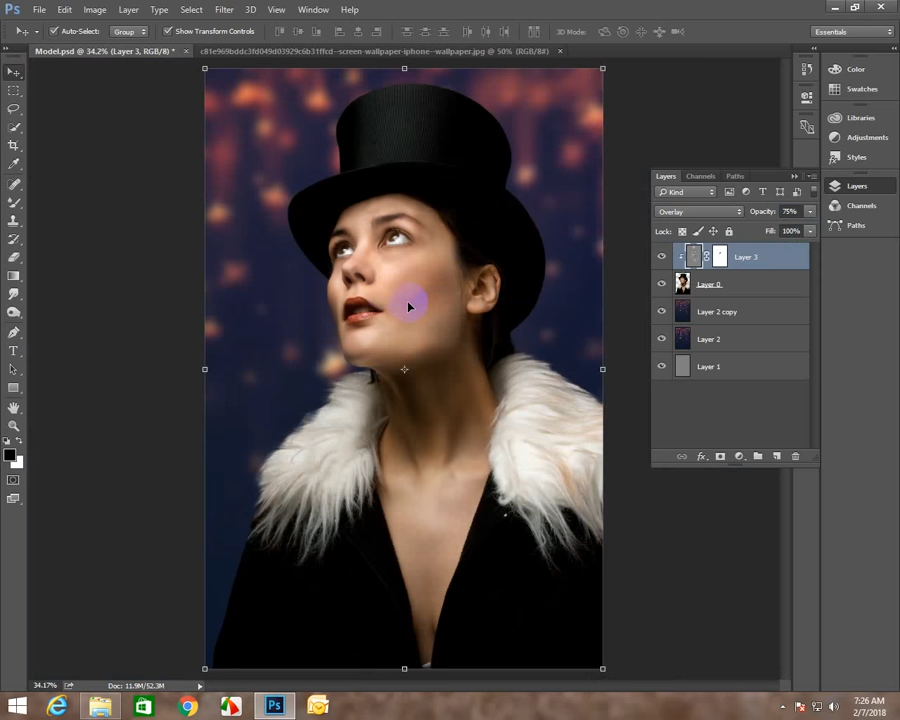 Ps File Edit Image Layer Type Select Filter 3D View Window Help
Auto-Select: Group Show Transform Controls 3D Mode: Essentials
Model.psd @ 34.2% (Layer 3, RGB/8) * × c81e969bddc3fd049d03929c6b31ffcd--screen-wallpaper-iphone--wallpaper.jpg @ 50% (RGB/8#) ×
Color
Swatches
Libraries
Adjustments
Styles
Layers
Channels
Paths
Layers Channels Paths
Kind
Overlay Opacity: 75%
Lock: Fill: 100%
Layer 3
Layer 0
Layer 2 copy
Layer 2
Layer 1
34.17% Doc: 11.9M/52.3M
Ps
7:26 AM
2/7/2018